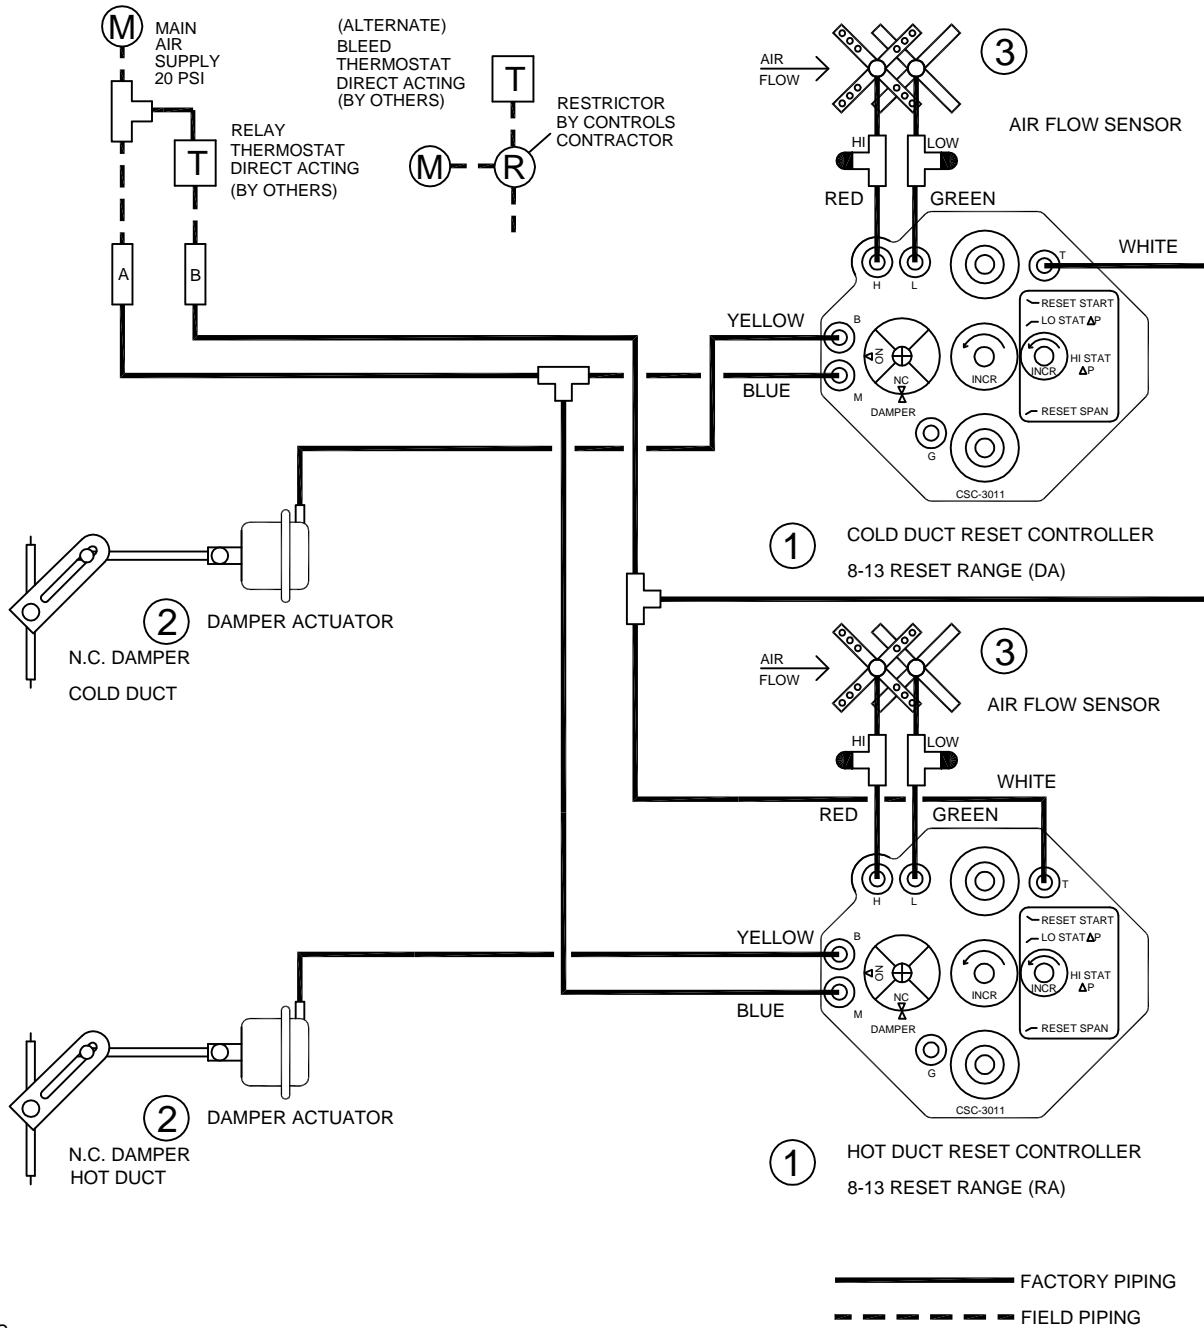 M
MAIN
AIR
SUPPLY
20 PSI
T
RELAY
THERMOSTAT
DIRECT ACTING
(BY OTHERS)
A
B
(ALTERNATE)
BLEED
THERMOSTAT
DIRECT ACTING
(BY OTHERS)
T
RESTRICTOR
BY CONTROLS
CONTRACTOR
M
R
AIR
FLOW
3
AIR FLOW SENSOR
HI
LOW
RED
GREEN
WHITE
H
L
T
YELLOW
BLUE
B
M
ON
NC
DAMPER
G
INCR
INCR
RESET START
LO STAT ΔP
HI STAT
ΔP
RESET SPAN
CSC-3011
1
COLD DUCT RESET CONTROLLER
8-13 RESET RANGE (DA)
2
DAMPER ACTUATOR
N.C. DAMPER
COLD DUCT
AIR
FLOW
3
AIR FLOW SENSOR
HI
LOW
WHITE
RED
GREEN
H
L
T
YELLOW
BLUE
B
M
ON
NC
DAMPER
G
INCR
INCR
RESET START
LO STAT ΔP
HI STAT
ΔP
RESET SPAN
CSC-3011
2
DAMPER ACTUATOR
N.C. DAMPER
HOT DUCT
1
HOT DUCT RESET CONTROLLER
8-13 RESET RANGE (RA)
FACTORY PIPING
FIELD PIPING